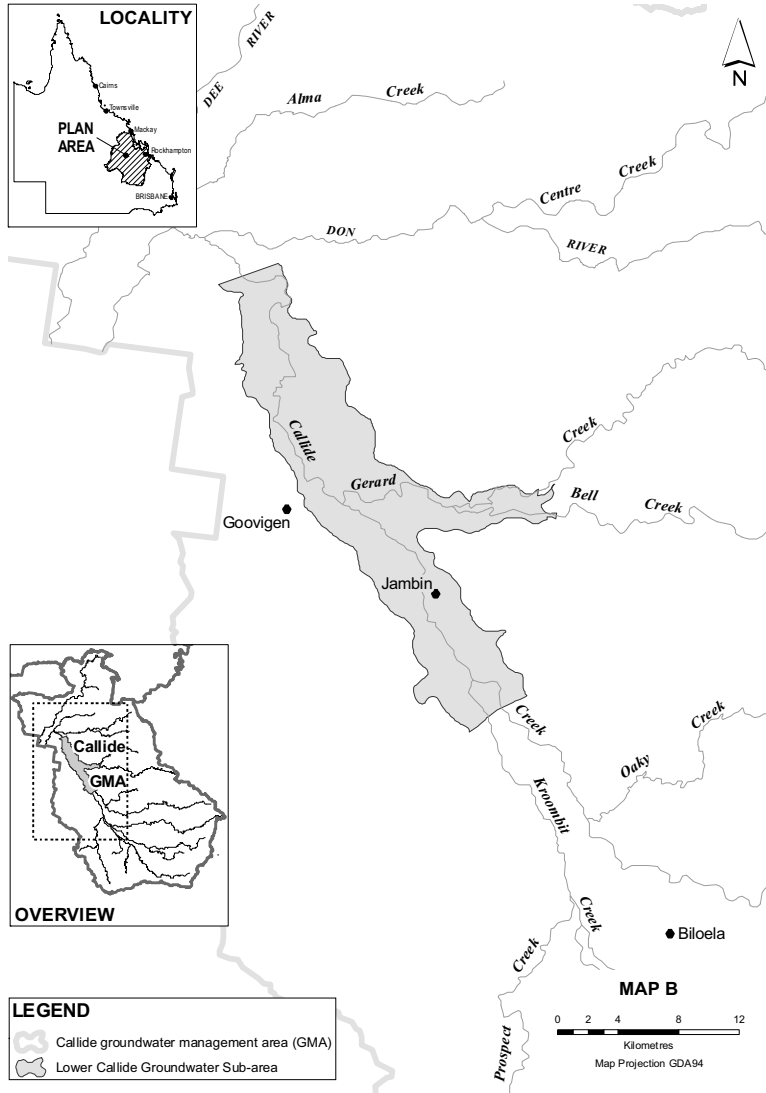 LOCALITY
Cairns
Townsville
Mackay
PLAN
AREA
Rockhampton
BRISBANE
DEE RIVER
Alma Creek
N
Centre Creek
DON RIVER
Callide
Creek
Gerard
Bell Creek
Goovigen
Jambin
Creek
Oaky Creek
Kroombit
Creek
Biloela
Creek
Prospect
Callide
GMA
OVERVIEW
MAP B
0 2 4 8 12
Kilometres
Map Projection GDA94
LEGEND
Callide groundwater management area (GMA)
Lower Callide Groundwater Sub-area